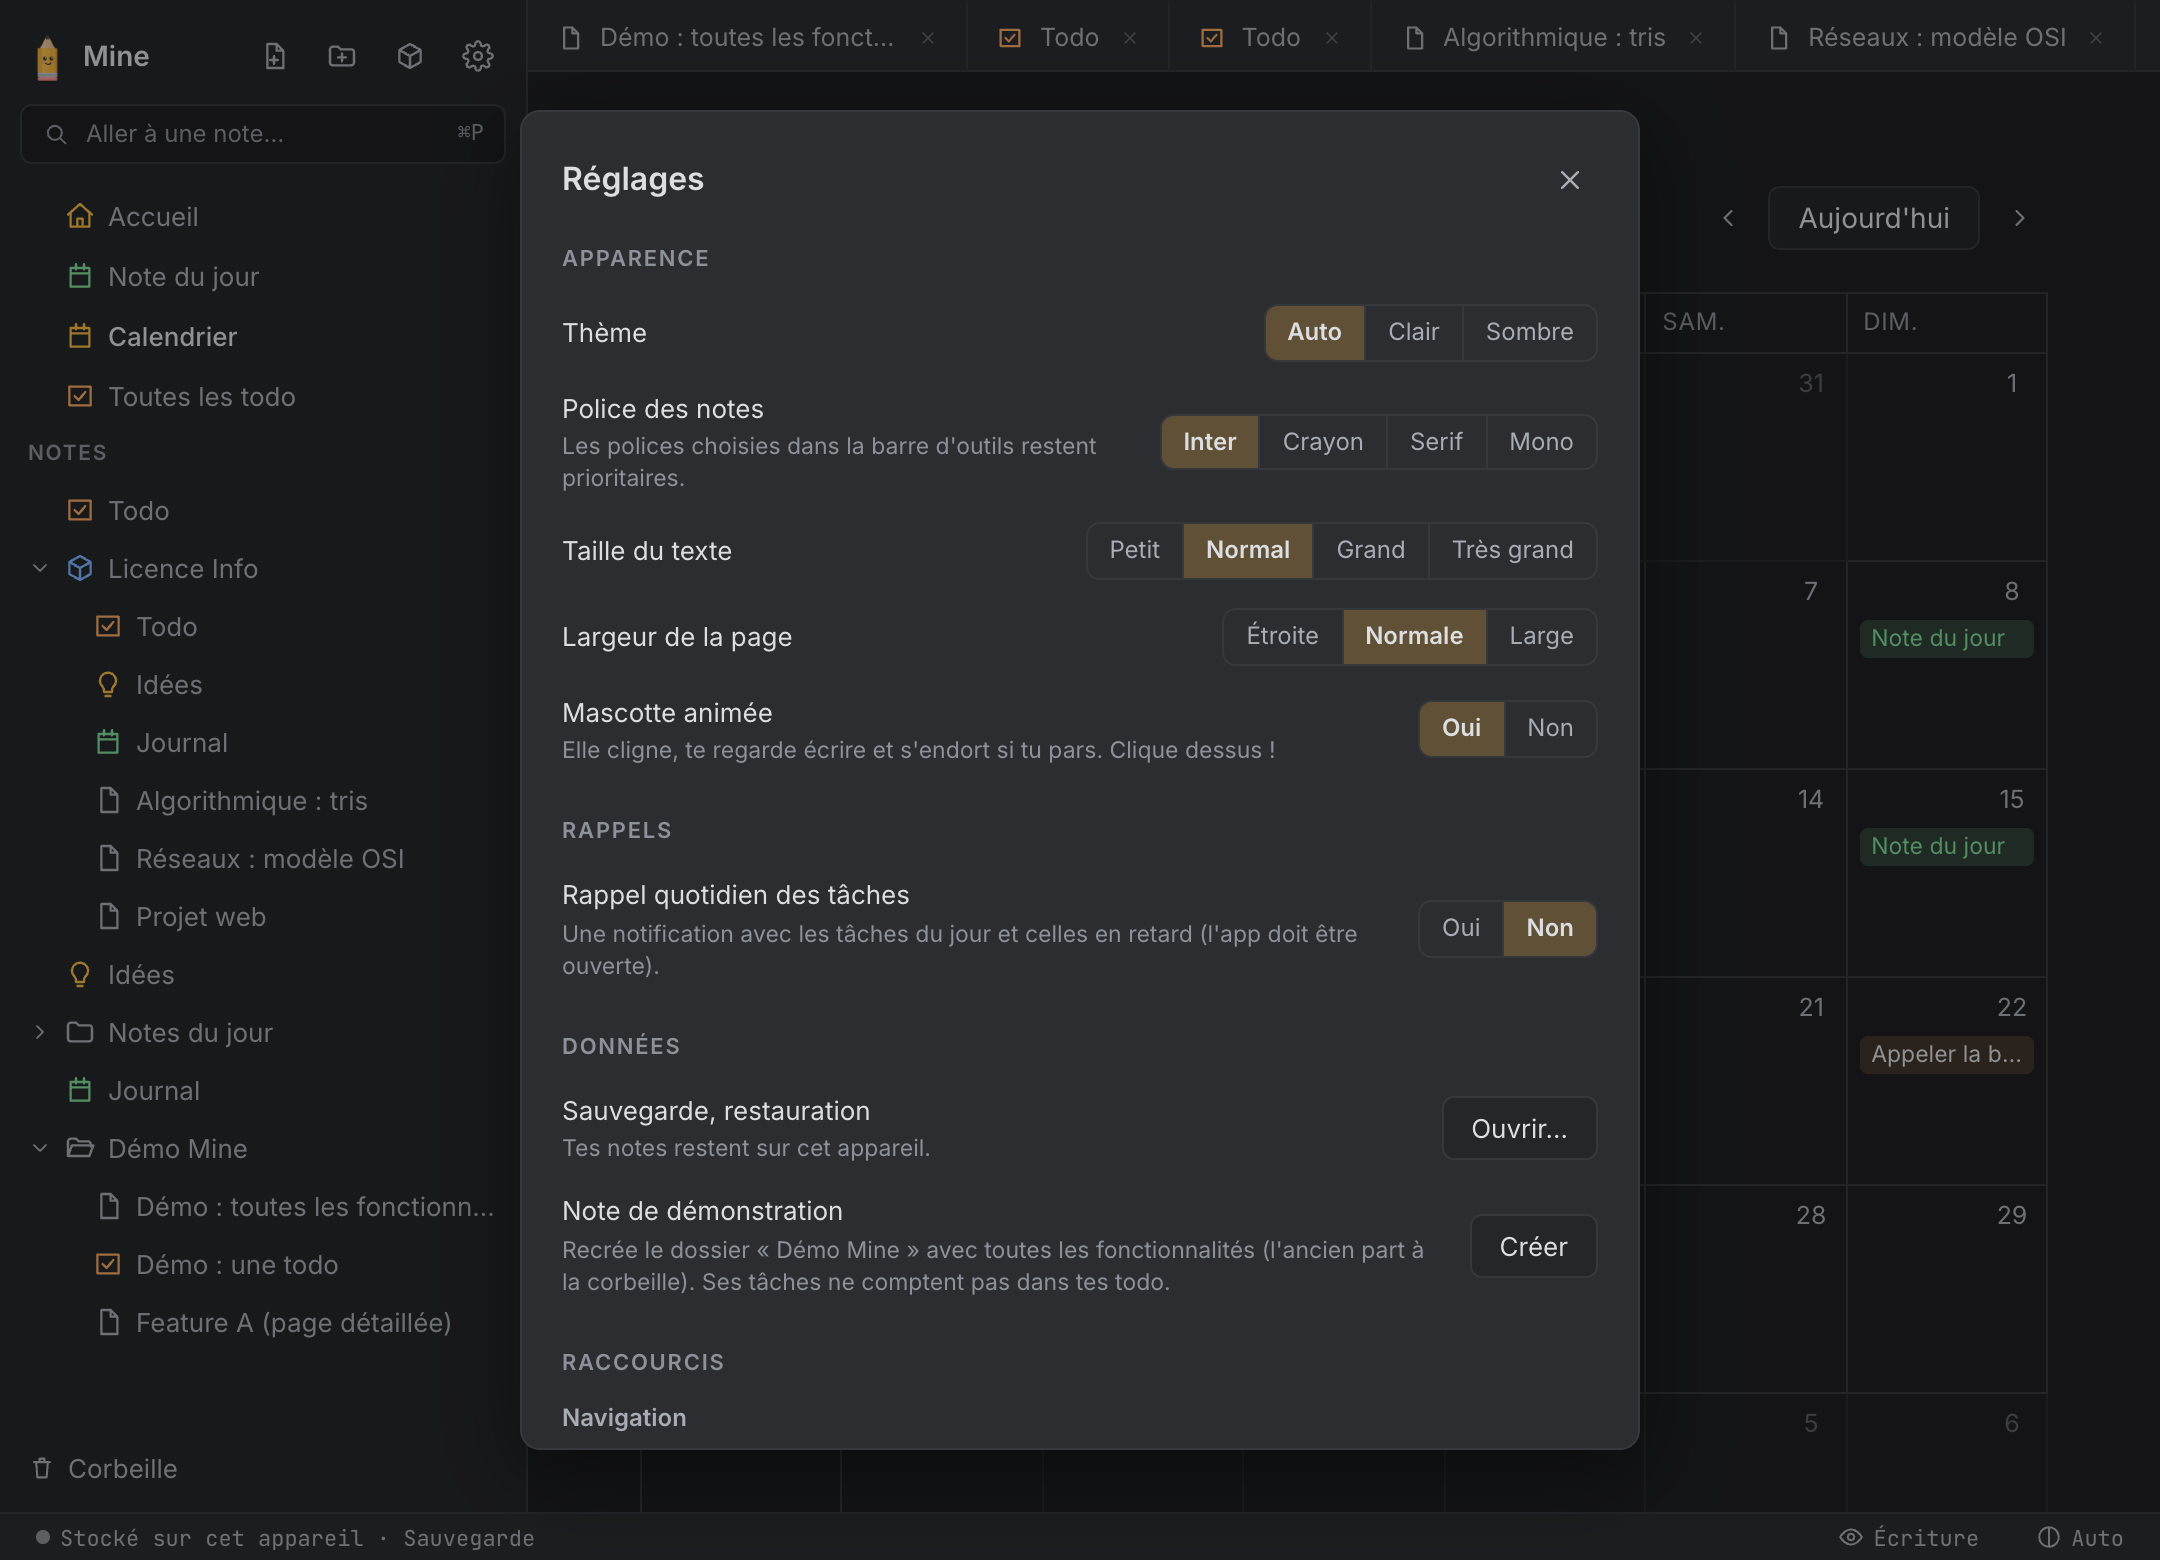 Mine
Aller à une note... ⌘P
Accueil
Note du jour
Calendrier
Toutes les todo
NOTES
Todo
Licence Info
Todo
Idées
Journal
Algorithmique : tris
Réseaux : modèle OSI
Projet web
Idées
Notes du jour
Journal
Démo Mine
Démo : toutes les fonctionn...
Démo : une todo
Feature A (page détaillée)
Corbeille
Démo : toutes les fonct...
Todo
Todo
Algorithmique : tris
Réseaux : modèle OSI
Aujourd'hui
SAM. DIM.
31 1
7 8
Note du jour
14 15
Note du jour
21 22
Appeler la b...
28 29
5 6
Réglages
APPARENCE
Thème
Auto Clair Sombre
Police des notes
Les polices choisies dans la barre d'outils restent
prioritaires.
Inter Crayon Serif Mono
Taille du texte
Petit Normal Grand Très grand
Largeur de la page
Étroite Normale Large
Mascotte animée
Elle cligne, te regarde écrire et s'endort si tu pars. Clique dessus !
Oui Non
RAPPELS
Rappel quotidien des tâches
Une notification avec les tâches du jour et celles en retard (l'app doit être
ouverte).
Oui Non
DONNÉES
Sauvegarde, restauration
Tes notes restent sur cet appareil.
Ouvrir...
Note de démonstration
Recrée le dossier « Démo Mine » avec toutes les fonctionnalités (l'ancien part à
la corbeille). Ses tâches ne comptent pas dans tes todo.
Créer
RACCOURCIS
Navigation
Stocké sur cet appareil · Sauvegarde
Écriture
Auto